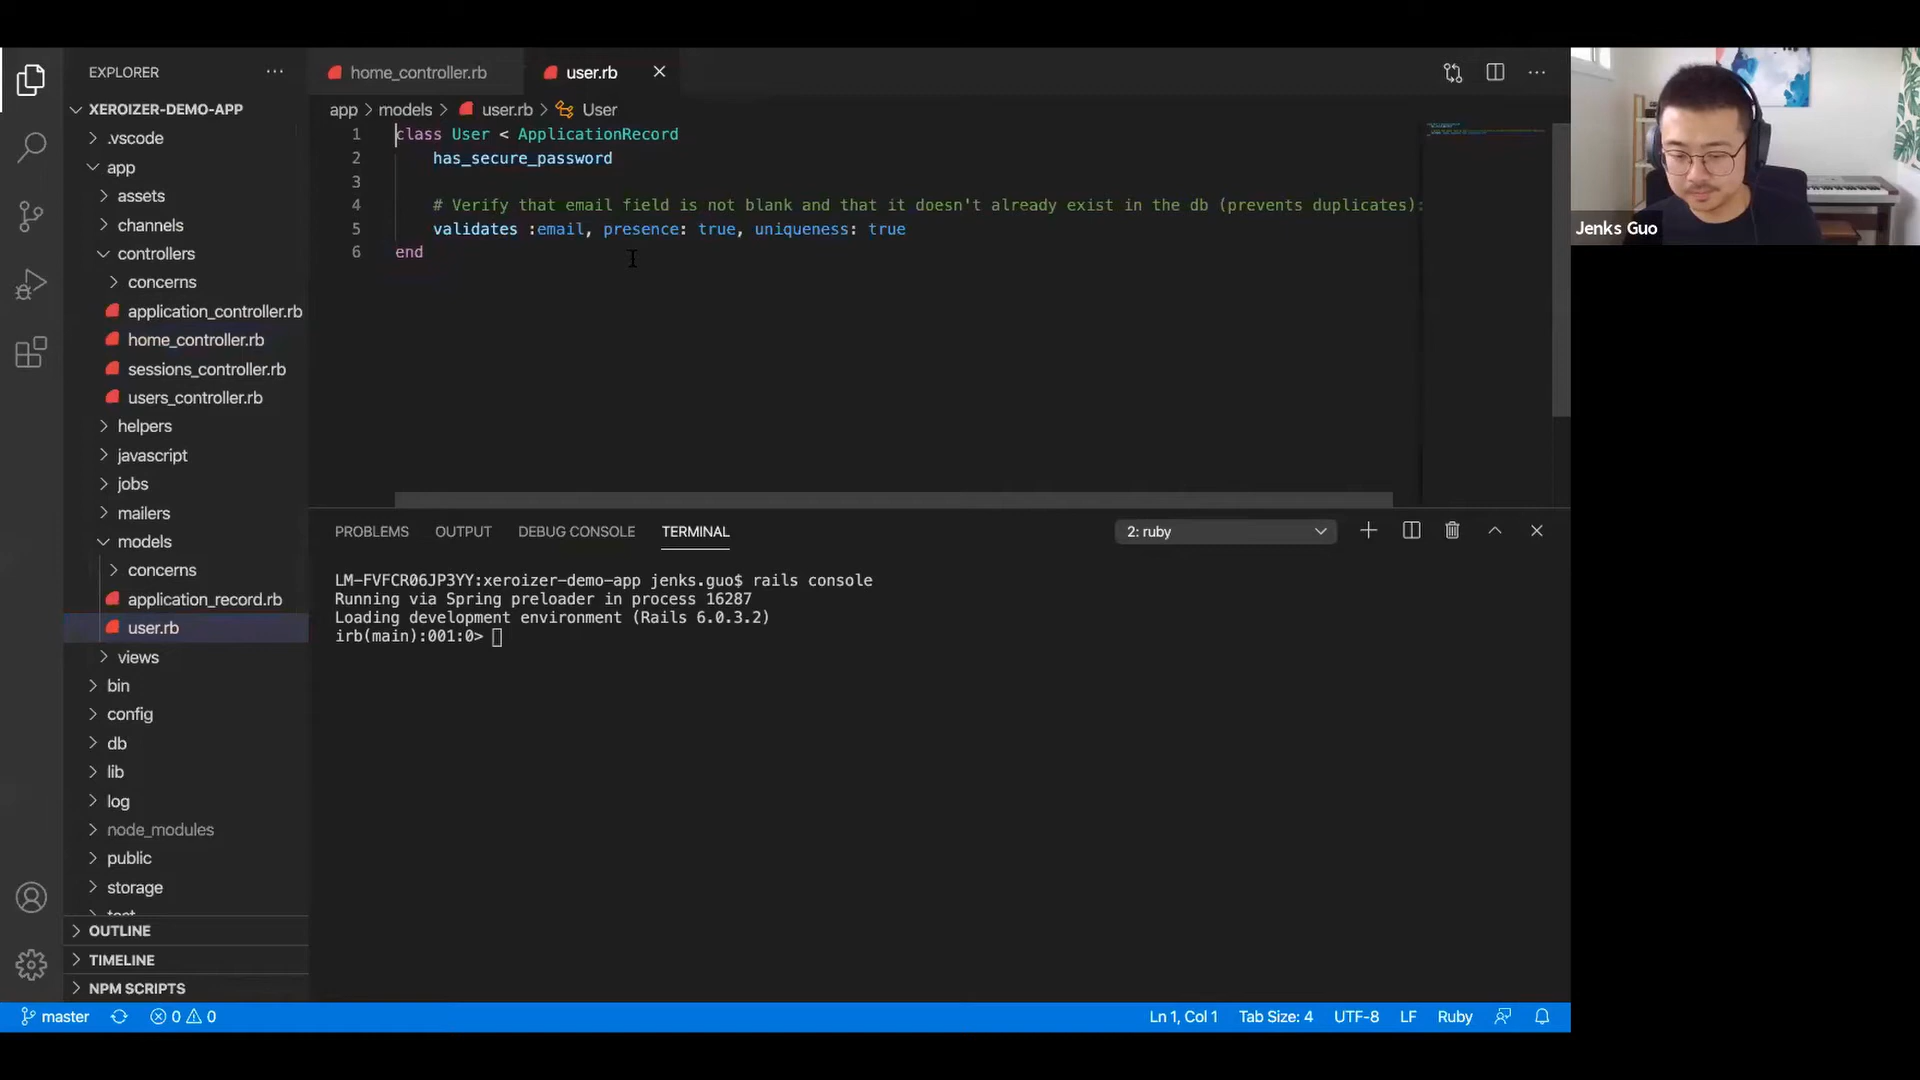 EXPLORER
XEROIZER-DEMO-APP
.vscode
app
assets
channels
controllers
concerns
application_controller.rb
home_controller.rb
sessions_controller.rb
users_controller.rb
helpers
javascript
jobs
mailers
models
concerns
application_record.rb
user.rb
views
bin
config
db
lib
log
node_modules
public
storage
OUTLINE
TIMELINE
NPM SCRIPTS
home_controller.rb
user.rb
app > models > user.rb > User
1 class User < ApplicationRecord
2 has_secure_password
3
4 # Verify that email field is not blank and that it doesn't already exist in the db (prevents duplicates):
5 validates :email, presence: true, uniqueness: true
6 end
PROBLEMS OUTPUT DEBUG CONSOLE TERMINAL
2: ruby
LM-FVFCR06JP3YY:xeroizer-demo-app jenks.guo$ rails console
Running via Spring preloader in process 16287
Loading development environment (Rails 6.0.3.2)
irb(main):001:0>
Jenks Guo
master 0 0
Ln 1, Col 1 Tab Size: 4 UTF-8 LF Ruby